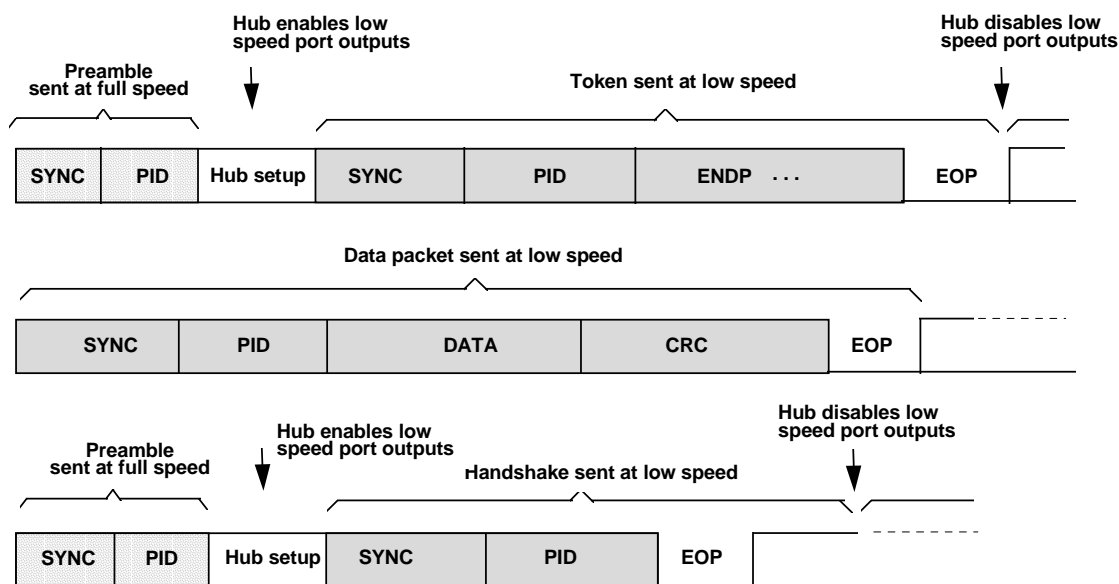 Hub enables low
speed port outputs
Hub disables low
speed port outputs
Preamble
sent at full speed
Token sent at low speed
SYNC PID Hub setup SYNC PID ENDP ... EOP
Data packet sent at low speed
SYNC PID DATA CRC EOP
Hub disables low
speed port outputs
Preamble
sent at full speed
Hub enables low
speed port outputs
Handshake sent at low speed
SYNC PID Hub setup SYNC PID EOP